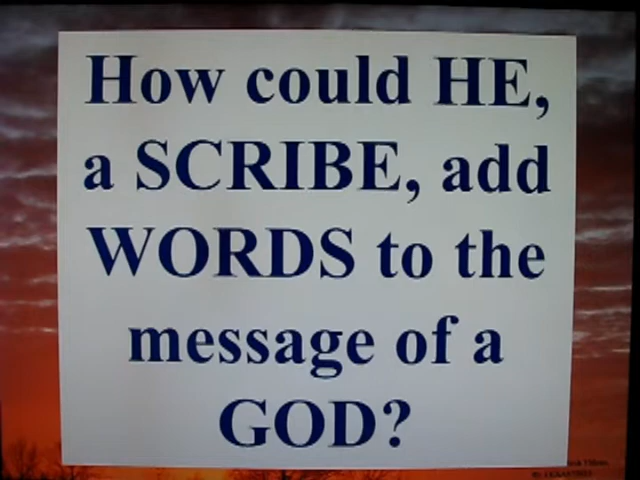 How could HE,
a SCRIBE, add
WORDS to the
message of a
GOD?